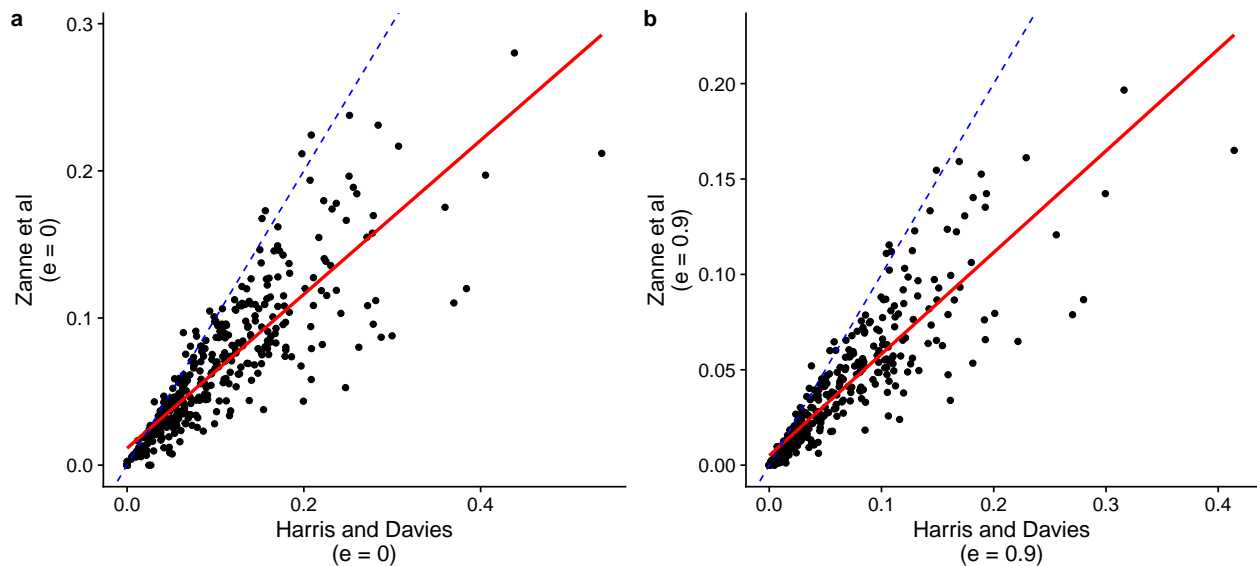 a
0.3
0.2
0.1
0.0
Zanne et al
(e = 0)
0.0
0.2
0.4
Harris and Davies
(e = 0)
b
0.20
0.15
0.10
0.05
0.00
Zanne et al
(e = 0.9)
0.0
0.1
0.2
0.3
0.4
Harris and Davies
(e = 0.9)